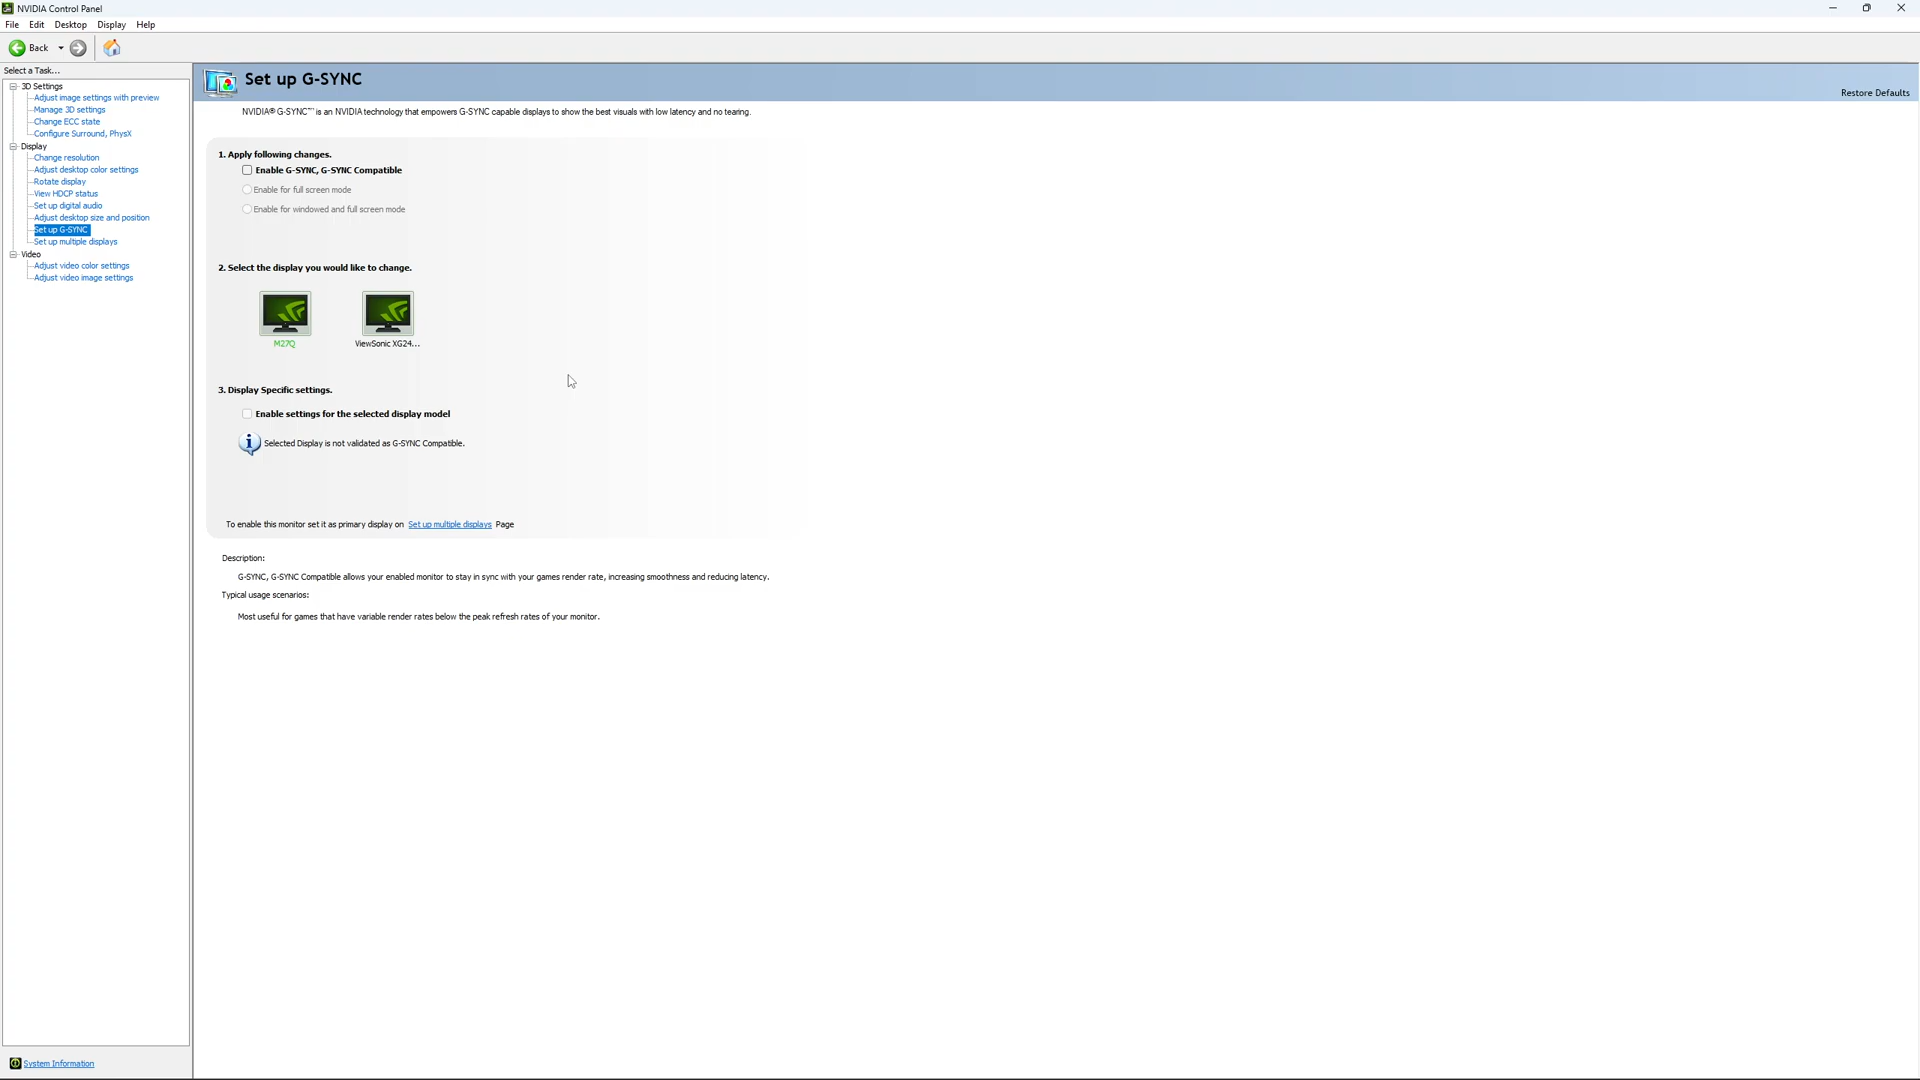 NVIDIA Control Panel
File Edit Desktop Display Help
Back
Select a Task...
3D Settings
Adjust image settings with preview
Manage 3D settings
Change ECC state
Configure Surround, PhysX
Display
Change resolution
Adjust desktop color settings
Rotate display
View HDCP status
Set up digital audio
Adjust desktop size and position
Set up G-SYNC
Set up multiple displays
Video
Adjust video color settings
Adjust video image settings
System Information
Set up G-SYNC
Restore Defaults
NVIDIA® G-SYNC™ is an NVIDIA technology that empowers G-SYNC capable displays to show the best visuals with low latency and no tearing.
1. Apply following changes.
Enable G-SYNC, G-SYNC Compatible
Enable for full screen mode
Enable for windowed and full screen mode
2. Select the display you would like to change.
M27Q ViewSonic XG24...
3. Display Specific settings.
Enable settings for the selected display model
Selected Display is not validated as G-SYNC Compatible.
To enable this monitor set it as primary display on Set up multiple displays Page
Description:
G-SYNC, G-SYNC Compatible allows your enabled monitor to stay in sync with your games render rate, increasing smoothness and reducing latency.
Typical usage scenarios:
Most useful for games that have variable render rates below the peak refresh rates of your monitor.